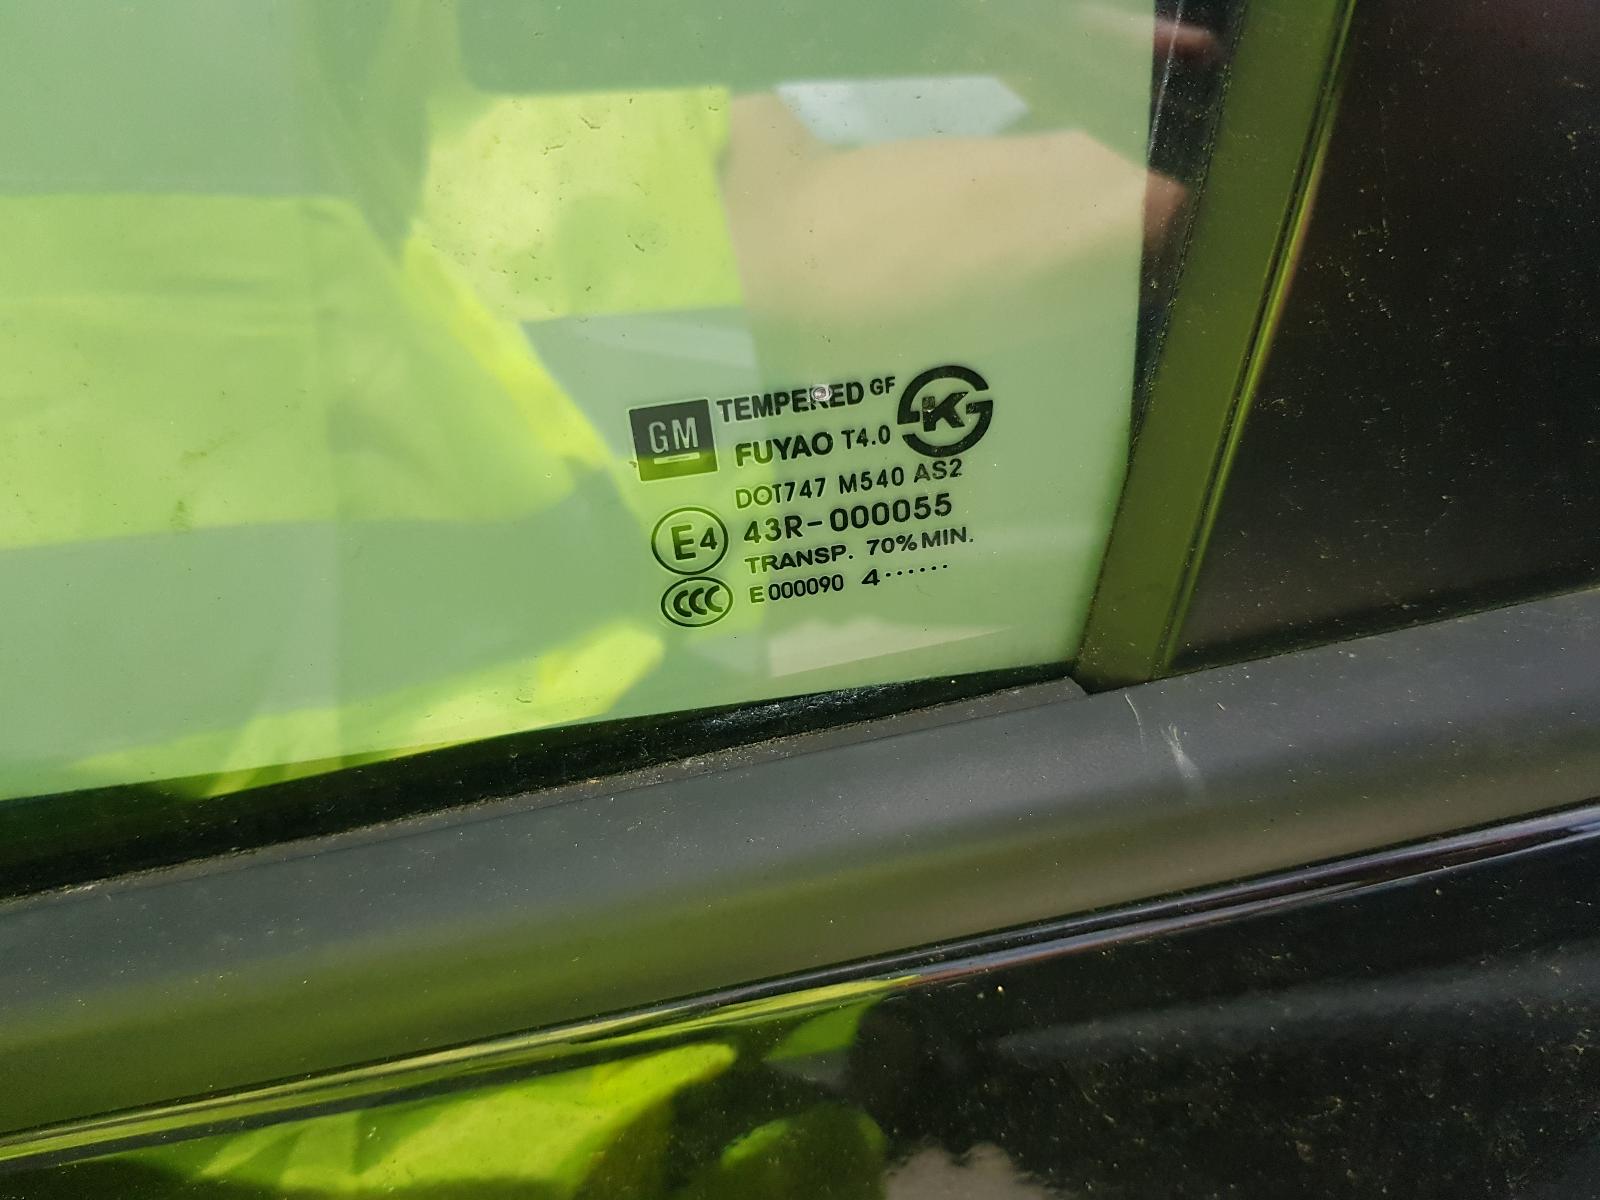 GM TEMPERED GF
FUYAO T4.0
DOT747 M540 AS2
E4 43R-000055
TRANSP. 70% MIN.
CCC E000090 4······
K